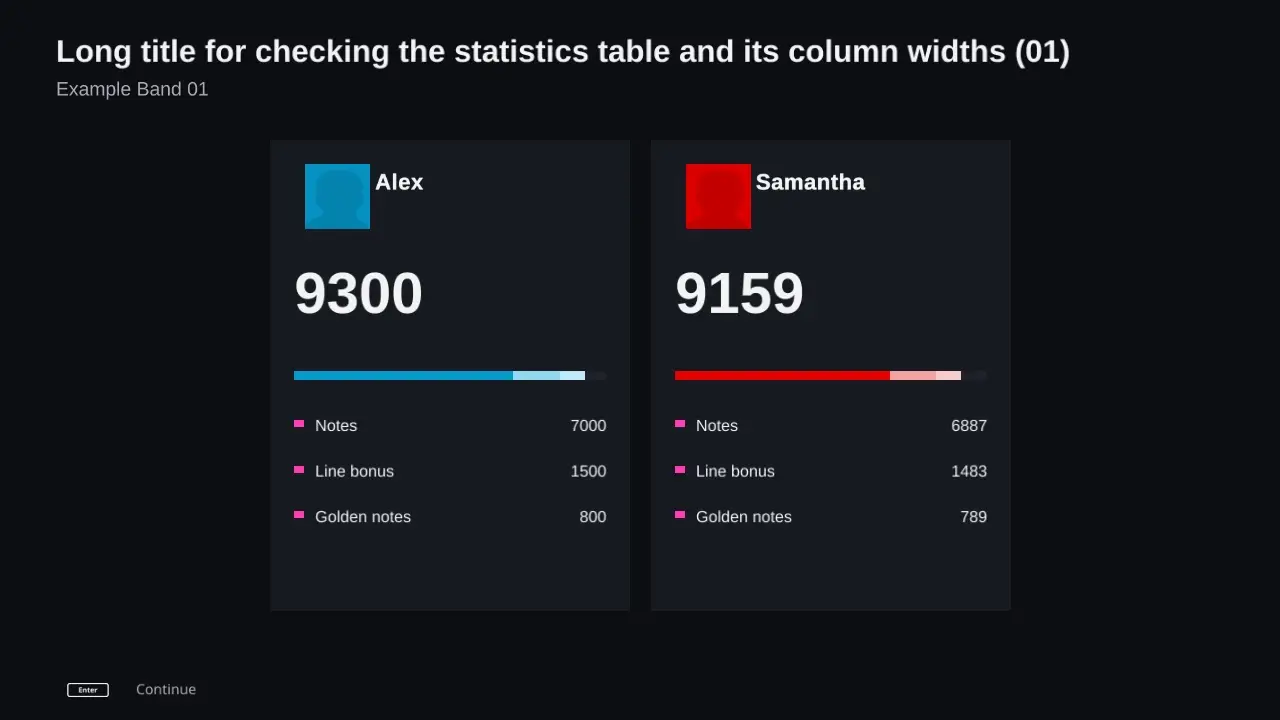 Long title for checking the statistics table and its column widths (01)
Example Band 01
Alex
9300
Notes 7000
Line bonus 1500
Golden notes 800
Samantha
9159
Notes 6887
Line bonus 1483
Golden notes 789
Enter Continue